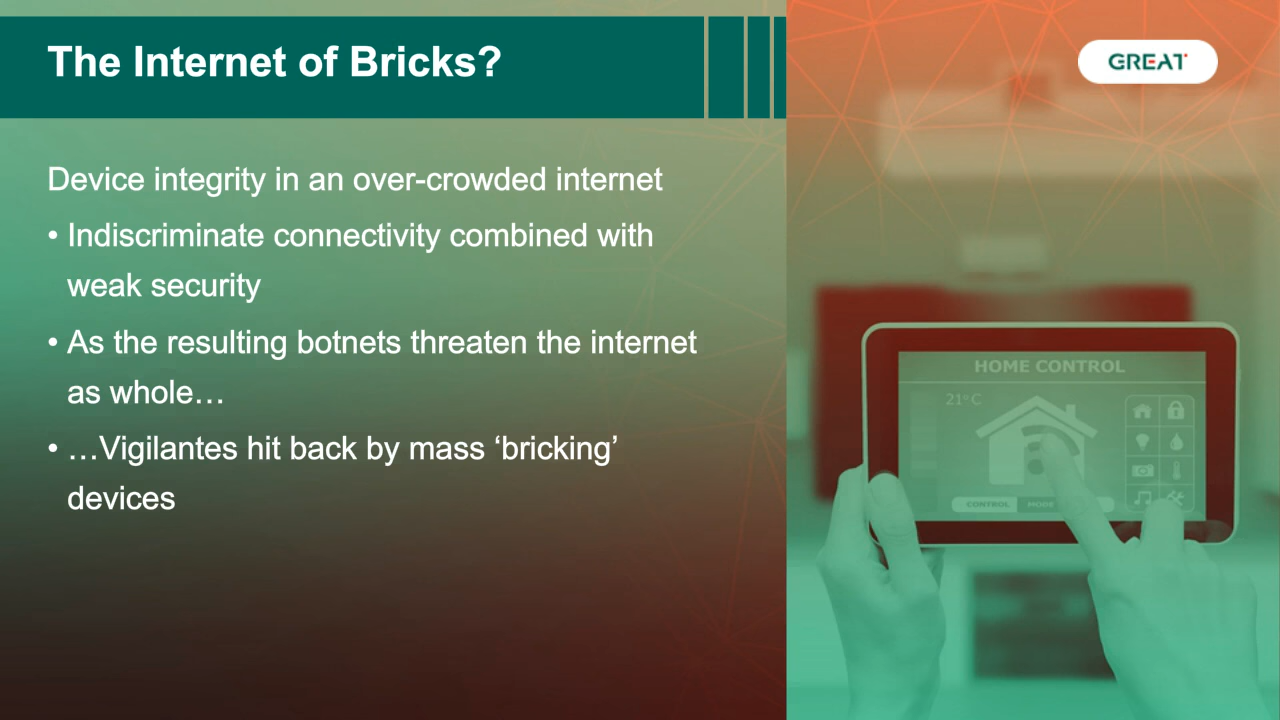 The Internet of Bricks?
GREAT
Device integrity in an over-crowded internet
• Indiscriminate connectivity combined with
weak security
• As the resulting botnets threaten the internet
as whole…
• …Vigilantes hit back by mass ‘bricking’
devices
HOME CONTROL
21°C
CONTROL MODE